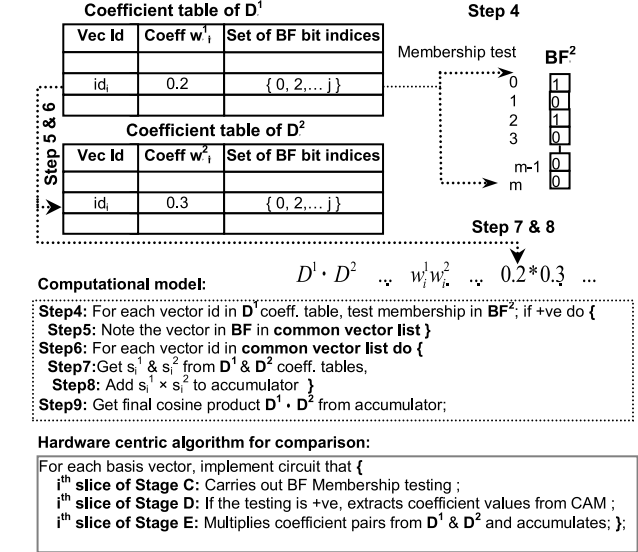 Coefficient table of D¹
Step 4
Vec Id Coeff w¹ᵢ Set of BF bit indices
idᵢ 0.2 { 0, 2,... j }
Membership test
BF²
0 1
1 0
2 1
3 0
m-1 0
m 0
Step 5 & 6
Coefficient table of D²
Vec Id Coeff w²ᵢ Set of BF bit indices
idᵢ 0.3 { 0, 2,... j }
Step 7 & 8
Computational model: D¹ · D² ... wᵢ¹wᵢ² ... 0.2*0.3 ...
Step4: For each vector id in D¹ coeff. table, test membership in BF²; if +ve do {
Step5: Note the vector in BF in common vector list }
Step6: For each vector id in common vector list do {
Step7:Get sᵢ¹ & sᵢ² from D¹ & D² coeff. tables,
Step8: Add sᵢ¹ × sᵢ² to accumulator }
Step9: Get final cosine product D¹ · D² from accumulator;
Hardware centric algorithm for comparison:
For each basis vector, implement circuit that {
iᵗʰ slice of Stage C: Carries out BF Membership testing ;
iᵗʰ slice of Stage D: If the testing is +ve, extracts coefficient values from CAM ;
iᵗʰ slice of Stage E: Multiplies coefficient pairs from D¹ & D² and accumulates; };